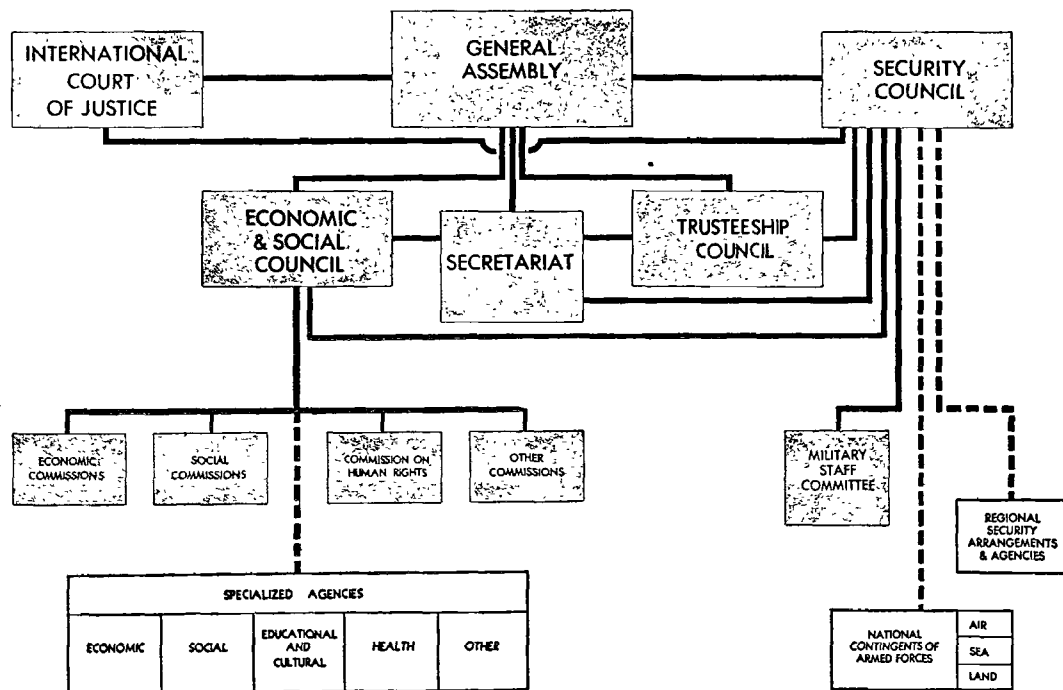 INTERNATIONAL
COURT
OF JUSTICE
GENERAL
ASSEMBLY
SECURITY
COUNCIL
ECONOMIC
& SOCIAL
COUNCIL
SECRETARIAT
TRUSTEESHIP
COUNCIL
ECONOMIC
COMMISSIONS
SOCIAL
COMMISSIONS
COMMISSION ON
HUMAN RIGHTS
OTHER
COMMISSIONS
MILITARY
STAFF
COMMITTEE
REGIONAL
SECURITY
ARRANGEMENTS
& AGENCIES
SPECIALIZED AGENCIES
ECONOMIC
SOCIAL
EDUCATIONAL
AND
CULTURAL
HEALTH
OTHER
NATIONAL
CONTINGENTS OF
ARMED FORCES
AIR
SEA
LAND